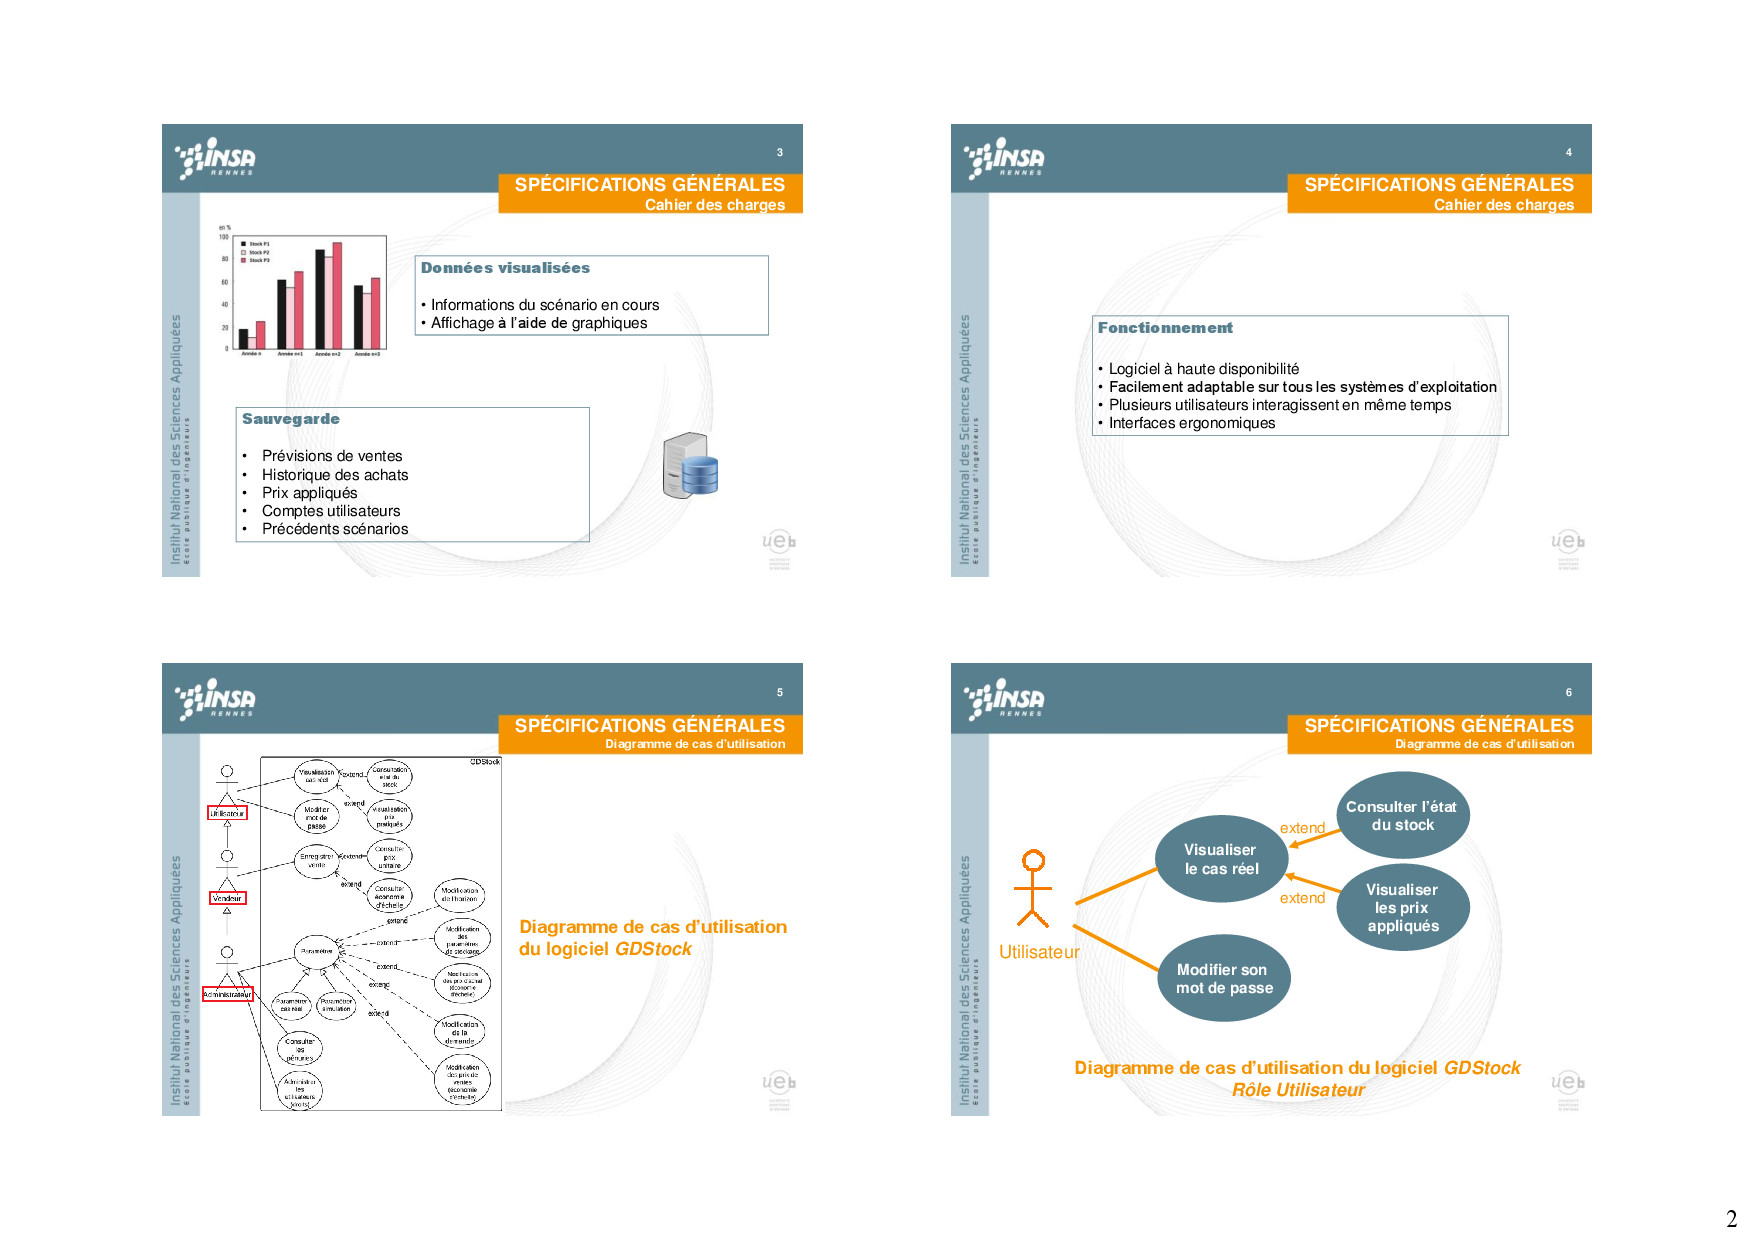 INSA
RENNES
3
SPÉCIFICATIONS GÉNÉRALES
Cahier des charges
Institut National des Sciences Appliquées
Ecole publique d'ingénieurs
en %
100
80
60
40
20
0
Stock P1
Stock P2
Stock P3
Année n
Année n+1
Année n+2
Année n+3
Données visualisées
• Informations du scénario en cours
• Affichage à l'aide de graphiques
Sauvegarde
• Prévisions de ventes
• Historique des achats
• Prix appliqués
• Comptes utilisateurs
• Précédents scénarios
ueb
INSA
RENNES
4
SPÉCIFICATIONS GÉNÉRALES
Cahier des charges
Institut National des Sciences Appliquées
Ecole publique d'ingénieurs
Fonctionnement
• Logiciel à haute disponibilité
• Facilement adaptable sur tous les systèmes d'exploitation
• Plusieurs utilisateurs interagissent en même temps
• Interfaces ergonomiques
ueb
INSA
RENNES
5
SPÉCIFICATIONS GÉNÉRALES
Diagramme de cas d'utilisation
Institut National des Sciences Appliquées
Ecole publique d'ingénieurs
GDStock
Utilisateur
Vendeur
Administrateur
Visualisation
cas réel
extend
Consultation
état du
stock
extend
Modifier
mot de
passe
Visualisation
prix
pratiqués
Enregistrer
vente
extend
Consulter
prix
unitaire
extend
Consulter
économie
d'échelle
Modification
de l'horizon
extend
Modification
des
paramètres
de stockage
extend
Paramétrer
extend
Modification
des prix d'achat
(économie
d'échelle)
extend
Paramétrer
cas réel
Paramétrer
simulation
extend
Modification
de la
demande
Consulter
les
pénuries
Modification
des prix de
ventes
(économie
d'échelle)
Administrer
les
utilisateurs
(droits)
Diagramme de cas d'utilisation
du logiciel GDStock
ueb
INSA
RENNES
6
SPÉCIFICATIONS GÉNÉRALES
Diagramme de cas d'utilisation
Institut National des Sciences Appliquées
Ecole publique d'ingénieurs
Utilisateur
Visualiser
le cas réel
extend
Consulter l'état
du stock
extend
Visualiser
les prix
appliqués
Modifier son
mot de passe
Diagramme de cas d'utilisation du logiciel GDStock
Rôle Utilisateur
ueb
2